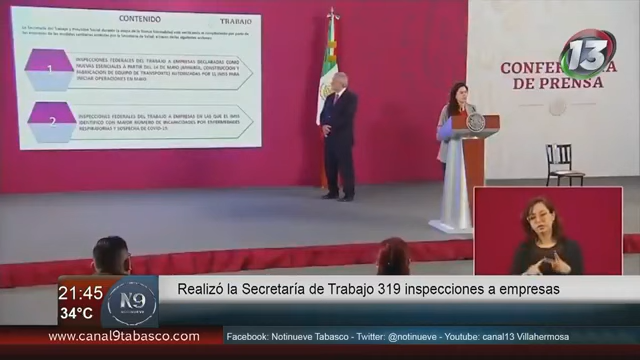 CONTENIDO
TRABAJO
1
INSPECCIONES FEDERALES DEL TRABAJO A EMPRESAS DECLARADAS COMO
NUEVAS ESENCIALES A PARTIR DEL 14 DE MAYO (MINERÍA, CONSTRUCCIÓN Y
FABRICACIÓN DE EQUIPO DE TRANSPORTE) AUTORIZADAS POR EL IMSS PARA
INICIAR OPERACIONES EN MAYO
2
INSPECCIONES FEDERALES DEL TRABAJO A EMPRESAS EN LAS QUE EL IMSS
IDENTIFICÓ CON MAYOR NÚMERO DE INCAPACIDADES POR ENFERMEDADES
RESPIRATORIAS Y SOSPECHA DE COVID-19.
13
CONFERENCIA
DE PRENSA
21:45
34°C
N9
Realizó la Secretaría de Trabajo 319 inspecciones a empresas
www.canal9tabasco.com
Facebook: Notinueve Tabasco - Twitter: @notinueve - Youtube: canal13 Villahermosa